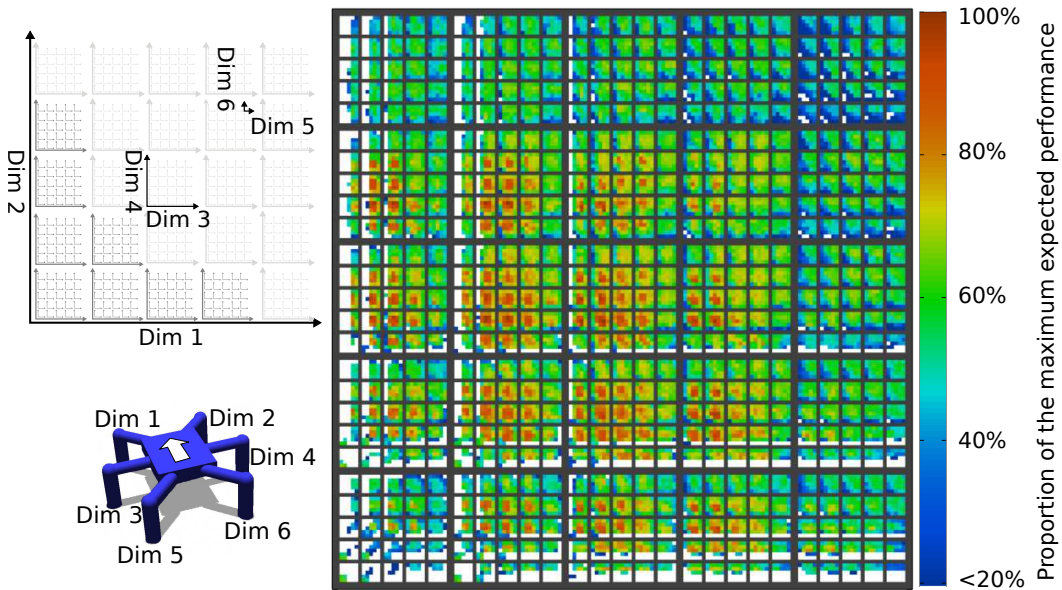 Dim 2
Dim 1
Dim 4
Dim 3
Dim 6
Dim 5
Dim 1
Dim 2
Dim 3
Dim 4
Dim 5
Dim 6
100%
80%
60%
40%
<20%
Proportion of the maximum expected performance